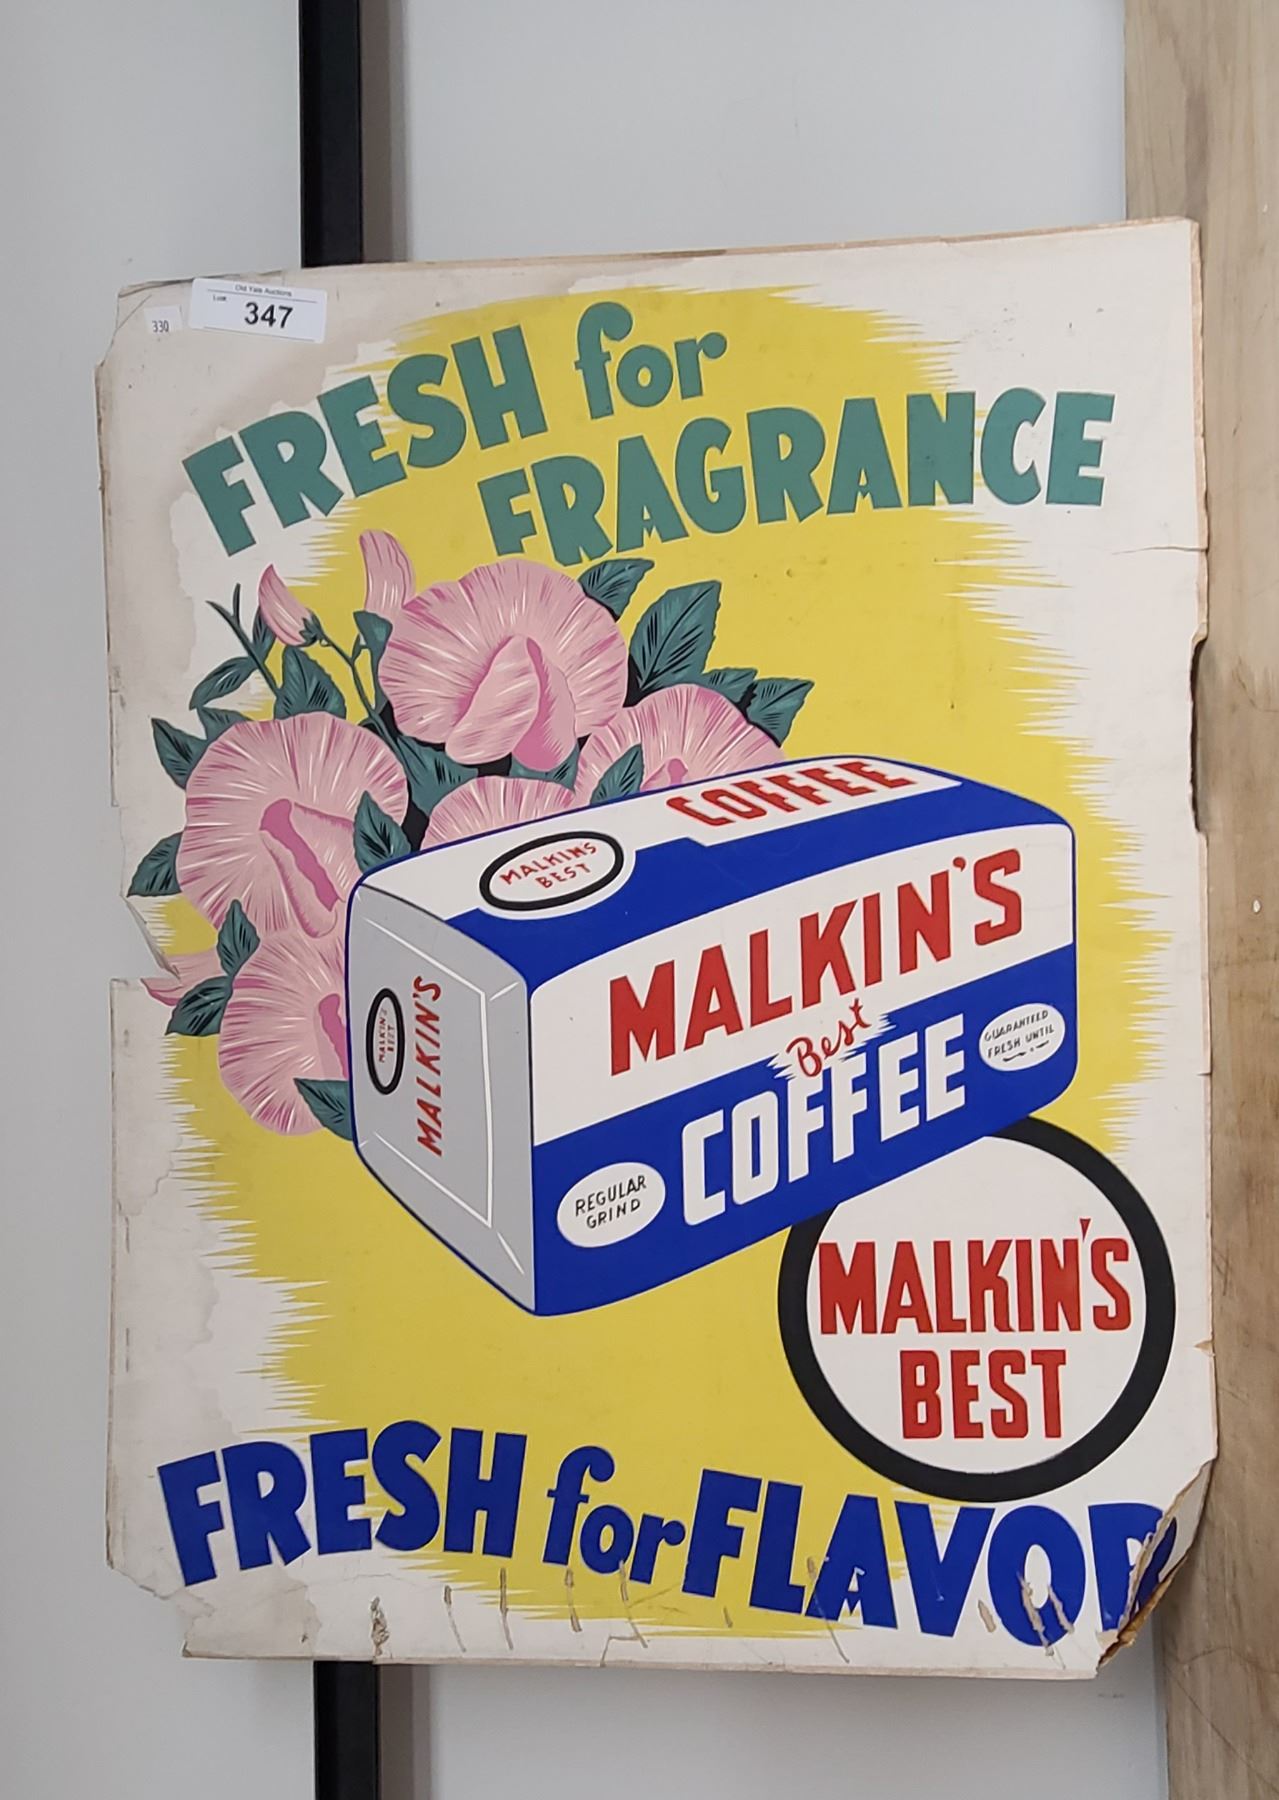 Old Yale Auctions
Lot#
347
330
FRESH for
FRAGRANCE
COFFEE
MALKIN'S
BEST
MALKIN'S
Best
COFFEE
GUARANTEED
FRESH UNTIL
REGULAR
GRIND
MALKIN'S
BEST
MALKIN'S
MALKIN'S
BEST
FRESH for FLAVOR